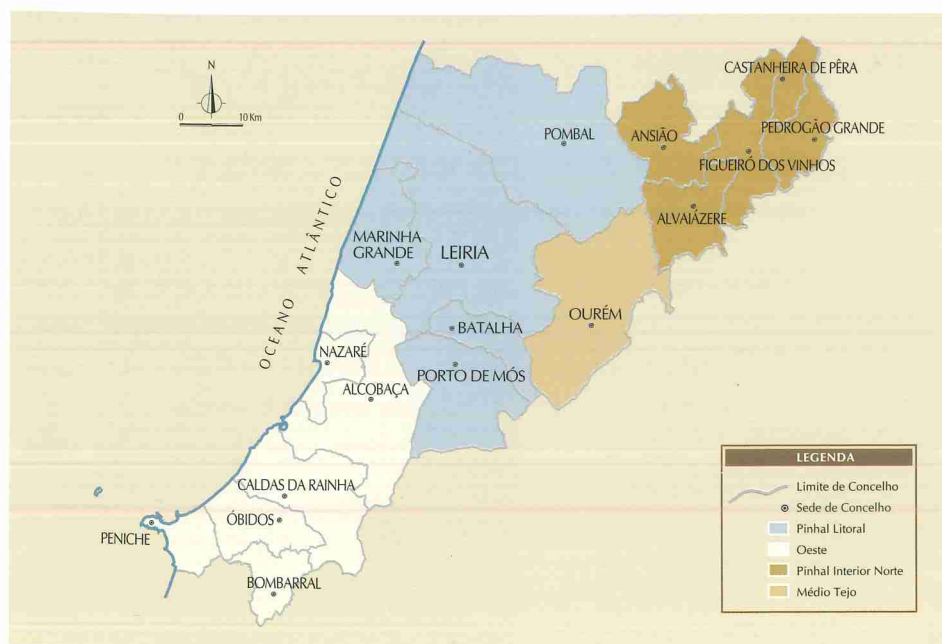 N
0 10 Km
OCEANO ATLÂNTICO
CASTANHEIRA DE PÊRA
POMBAL
ANSIÃO
PEDROGÃO GRANDE
FIGUEIRÓ DOS VINHOS
ALVAIÁZERE
MARINHA
GRANDE
LEIRIA
BATALHA
OURÉM
NAZARÉ
PORTO DE MÓS
ALCOBAÇA
CALDAS DA RAINHA
ÓBIDOS
PENICHE
BOMBARRAL
LEGENDA
Limite de Concelho
Sede de Concelho
Pinhal Litoral
Oeste
Pinhal Interior Norte
Médio Tejo